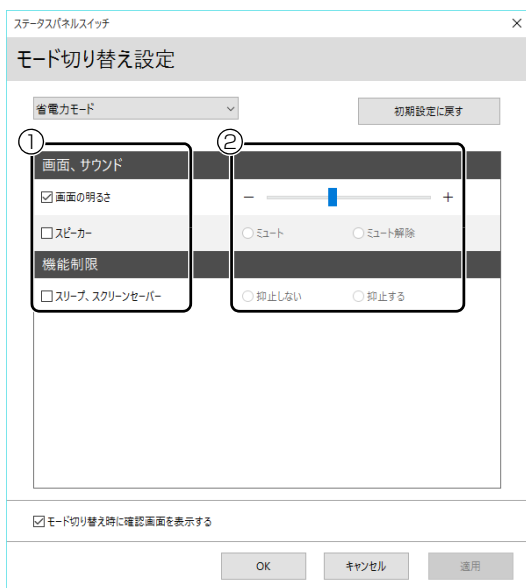 ステータスパネルスイッチ
モード切り替え設定
省電力モード
初期設定に戻す
① ②
画面、サウンド
画面の明るさ − +
スピーカー ミュート ミュート解除
機能制限
スリープ、スクリーンセーバー 抑止しない 抑止する
モード切り替え時に確認画面を表示する
OK キャンセル 適用